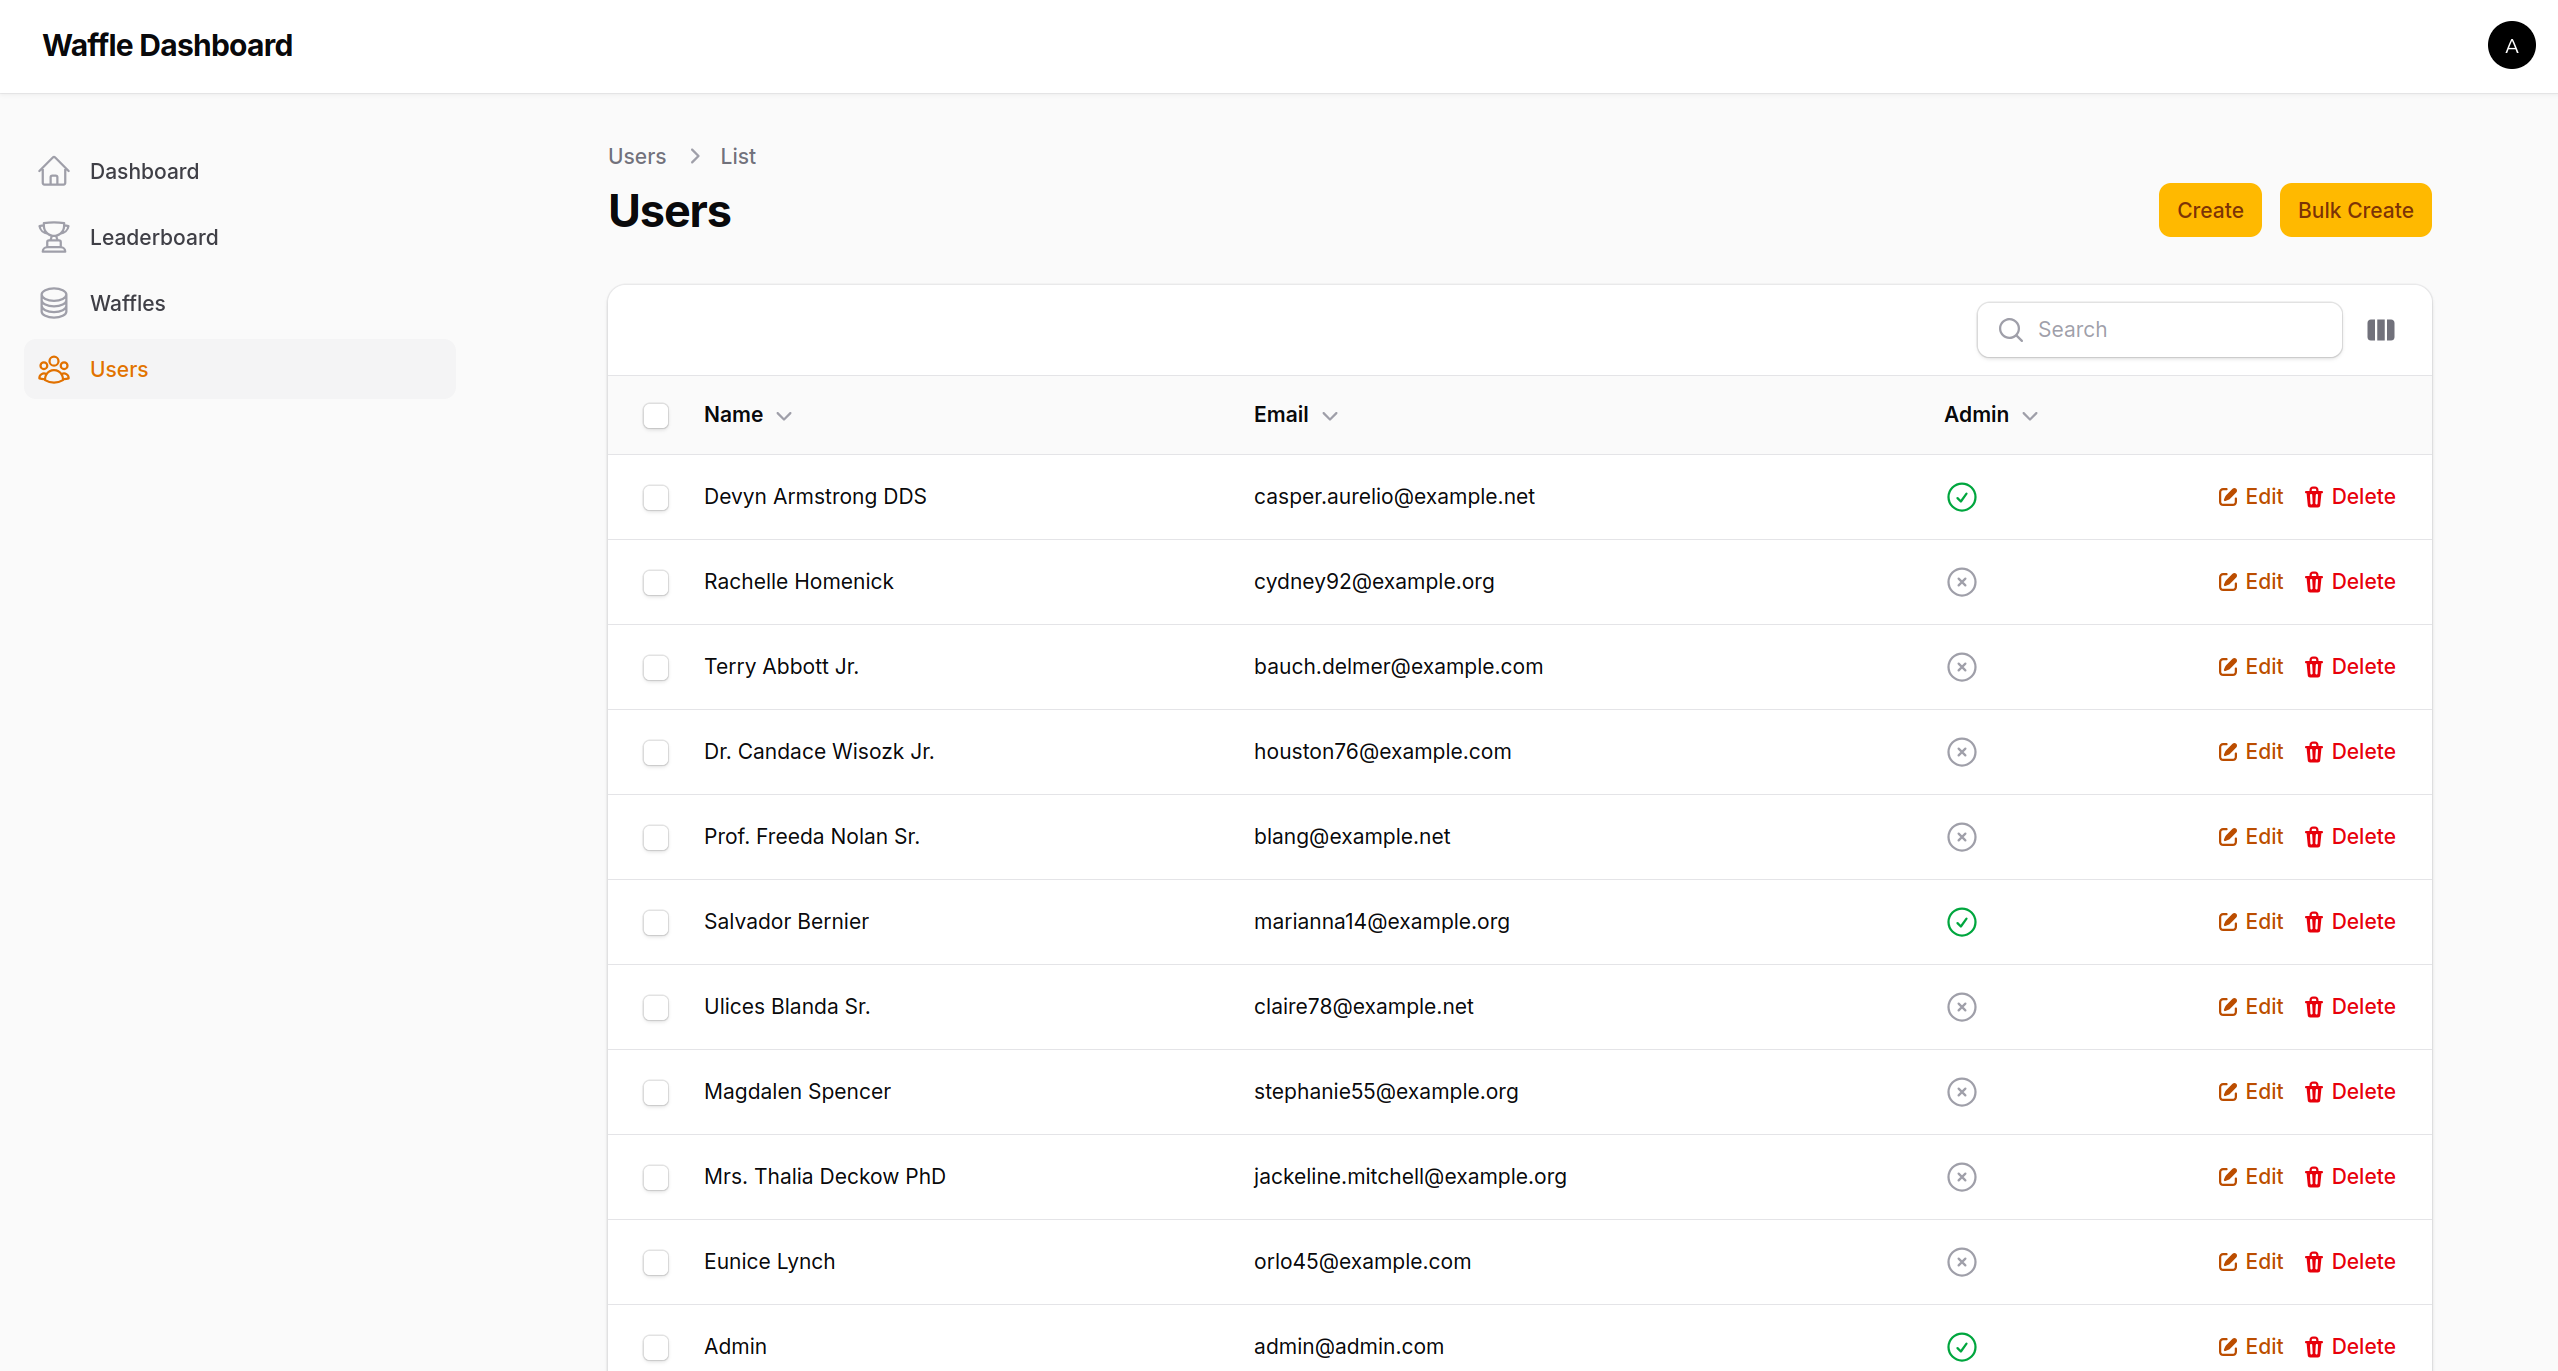 Waffle Dashboard
A
Dashboard
Leaderboard
Waffles
Users
Users List
Users
Create Bulk Create
Search
Name Email Admin
Devyn Armstrong DDS casper.aurelio@example.net Edit Delete
Rachelle Homenick cydney92@example.org Edit Delete
Terry Abbott Jr. bauch.delmer@example.com Edit Delete
Dr. Candace Wisozk Jr. houston76@example.com Edit Delete
Prof. Freeda Nolan Sr. blang@example.net Edit Delete
Salvador Bernier marianna14@example.org Edit Delete
Ulices Blanda Sr. claire78@example.net Edit Delete
Magdalen Spencer stephanie55@example.org Edit Delete
Mrs. Thalia Deckow PhD jackeline.mitchell@example.org Edit Delete
Eunice Lynch orlo45@example.com Edit Delete
Admin admin@admin.com Edit Delete